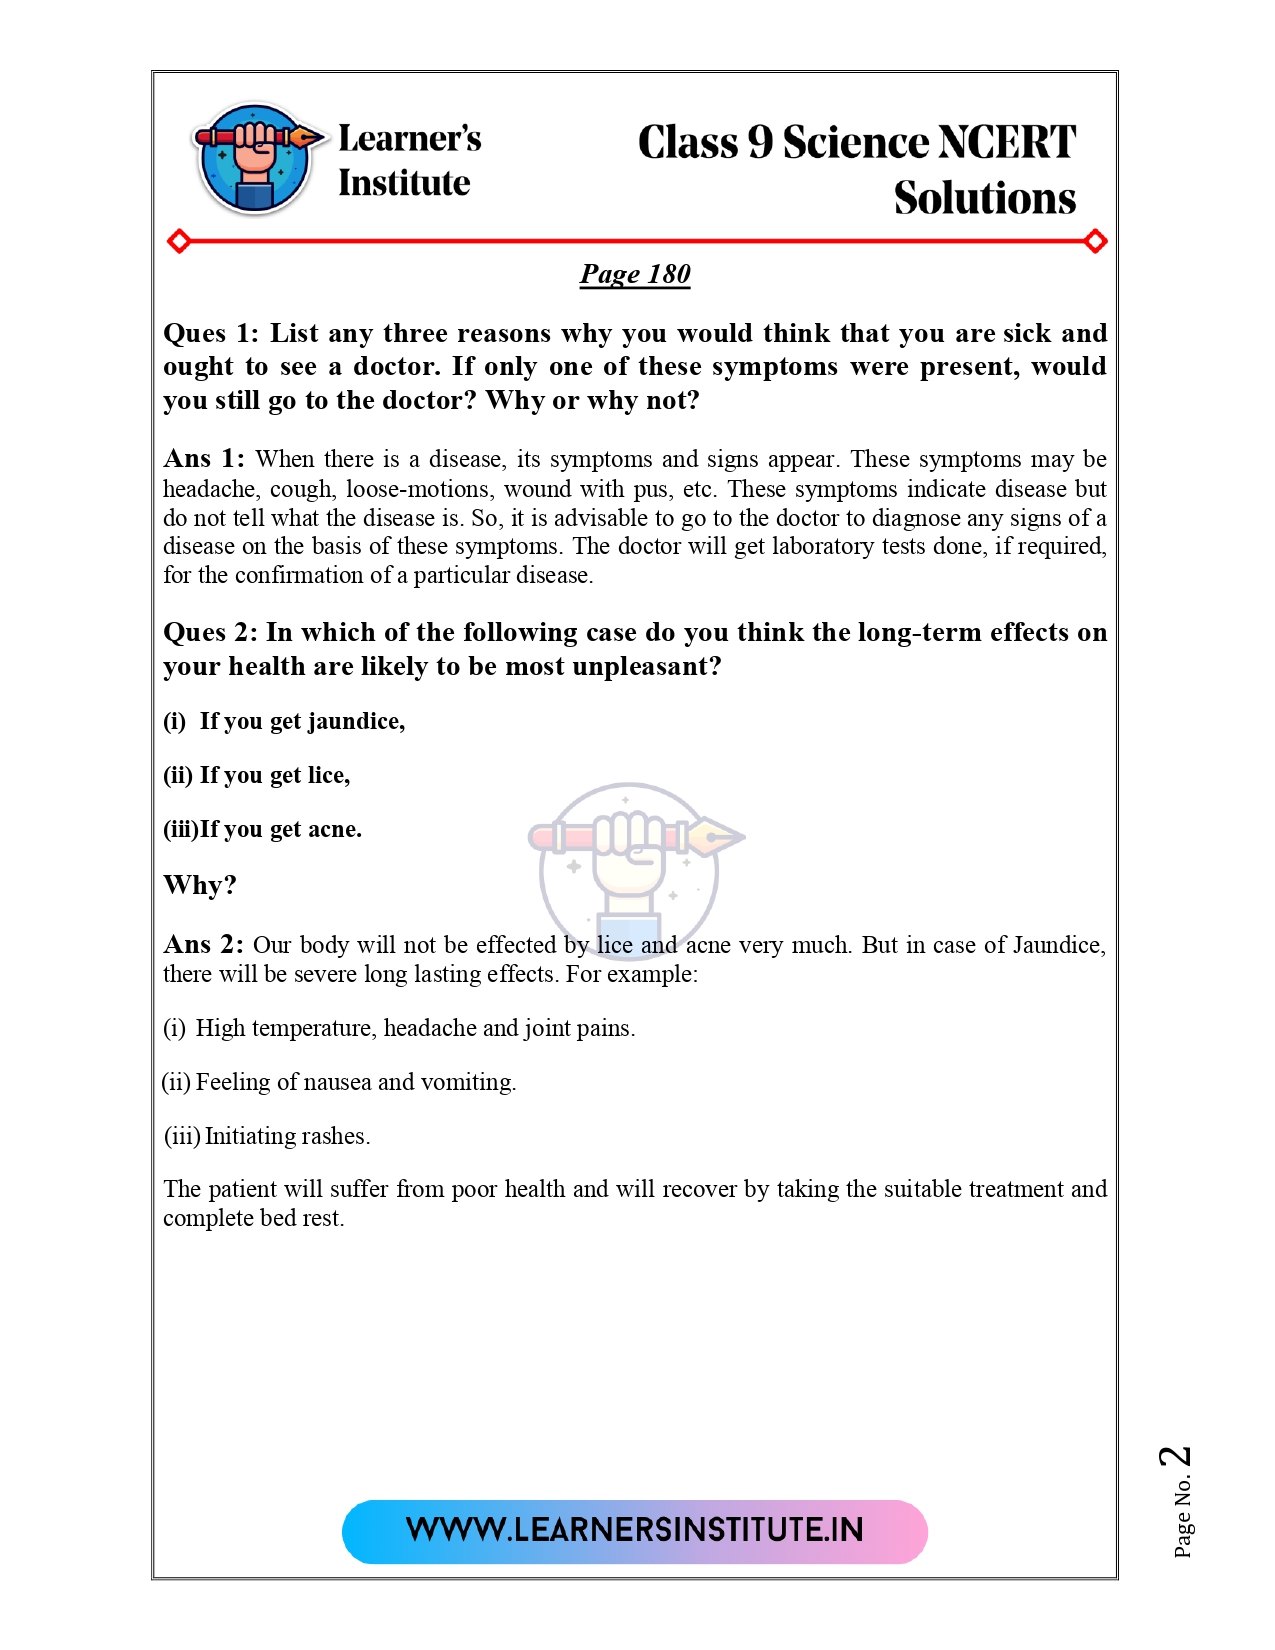 Learner's
Institute
Class 9 Science NCERT
Solutions
Page 180
Ques 1: List any three reasons why you would think that you are sick and
ought to see a doctor. If only one of these symptoms were present, would
you still go to the doctor? Why or why not?
Ans 1: When there is a disease, its symptoms and signs appear. These symptoms may be
headache, cough, loose-motions, wound with pus, etc. These symptoms indicate disease but
do not tell what the disease is. So, it is advisable to go to the doctor to diagnose any signs of a
disease on the basis of these symptoms. The doctor will get laboratory tests done, if required,
for the confirmation of a particular disease.
Ques 2: In which of the following case do you think the long-term effects on
your health are likely to be most unpleasant?
(i) If you get jaundice,
(ii) If you get lice,
(iii)If you get acne.
Why?
Ans 2: Our body will not be effected by lice and acne very much. But in case of Jaundice,
there will be severe long lasting effects. For example:
(i) High temperature, headache and joint pains.
(ii) Feeling of nausea and vomiting.
(iii) Initiating rashes.
The patient will suffer from poor health and will recover by taking the suitable treatment and
complete bed rest.
WWW.LEARNERSINSTITUTE.IN
Page No. 2